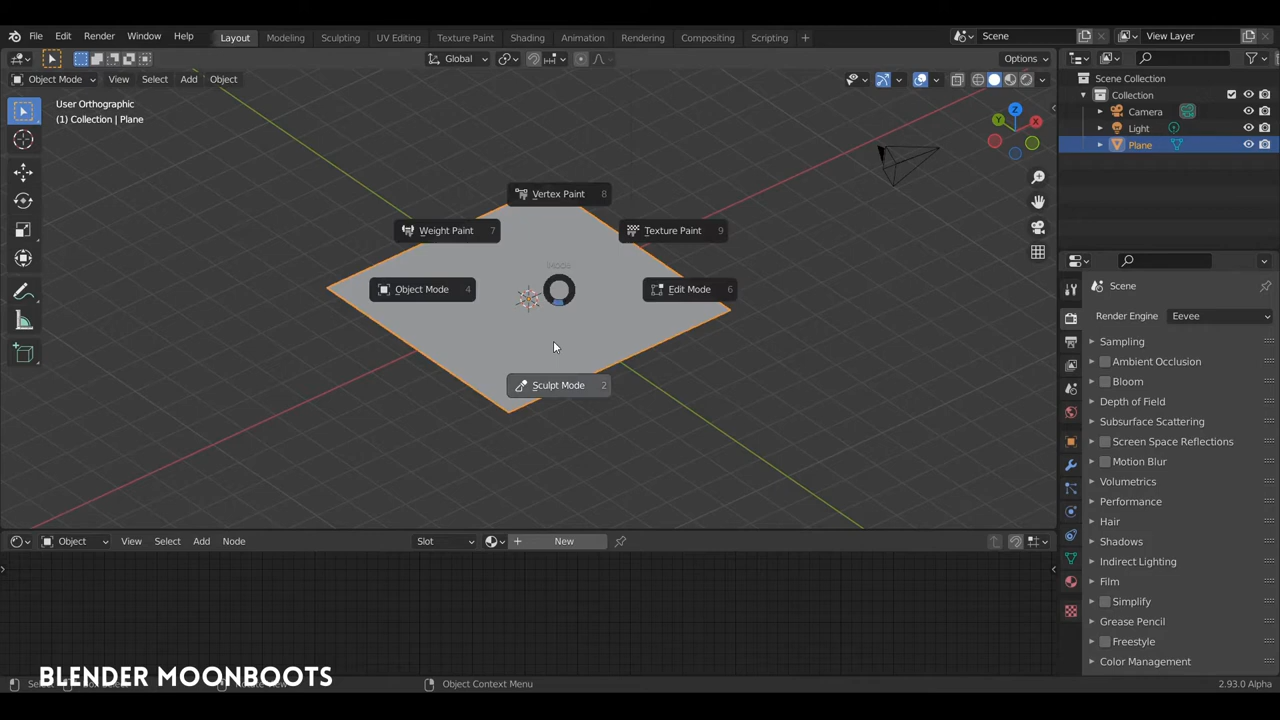 File Edit Render Window Help Layout Modeling Sculpting UV Editing Texture Paint Shading Animation Rendering Compositing Scripting Scene View Layer
Global Options
Object Mode View Select Add Object
User Orthographic
(1) Collection | Plane
Scene Collection
Collection
Camera
Light
Plane
Vertex Paint 8
Weight Paint 7
Texture Paint 9
Mode
Object Mode 4
Edit Mode 6
Sculpt Mode 2
Scene
Render Engine Eevee
Sampling
Ambient Occlusion
Bloom
Depth of Field
Subsurface Scattering
Screen Space Reflections
Motion Blur
Volumetrics
Performance
Hair
Shadows
Indirect Lighting
Film
Simplify
Grease Pencil
Freestyle
Color Management
Object View Select Add Node Slot New
BLENDER MOONBOOTS
Object Context Menu
2.93.0 Alpha